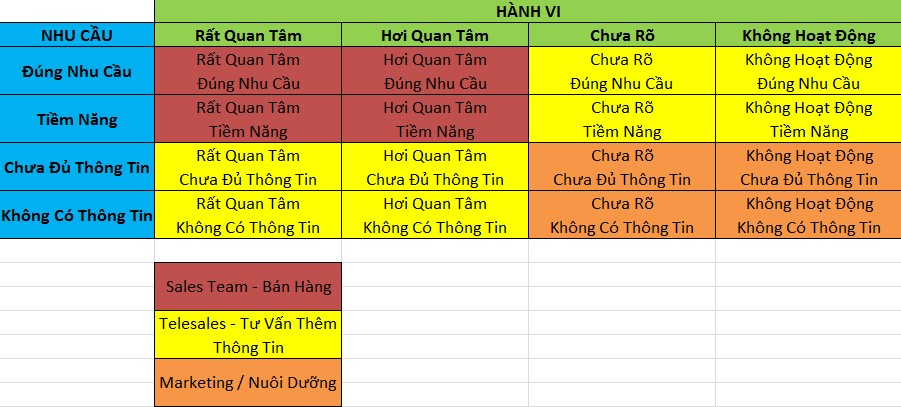 HÀNH VI
NHU CẦU Rất Quan Tâm Hơi Quan Tâm Chưa Rõ Không Hoạt Động
Đúng Nhu Cầu
Rất Quan Tâm Hơi Quan Tâm Chưa Rõ Không Hoạt Động
Đúng Nhu Cầu Đúng Nhu Cầu Đúng Nhu Cầu Đúng Nhu Cầu
Tiềm Năng
Rất Quan Tâm Hơi Quan Tâm Chưa Rõ Không Hoạt Động
Tiềm Năng Tiềm Năng Tiềm Năng Tiềm Năng
Chưa Đủ Thông Tin
Rất Quan Tâm Hơi Quan Tâm Chưa Rõ Không Hoạt Động
Chưa Đủ Thông Tin Chưa Đủ Thông Tin Chưa Đủ Thông Tin Chưa Đủ Thông Tin
Không Có Thông Tin
Rất Quan Tâm Hơi Quan Tâm Chưa Rõ Không Hoạt Động
Không Có Thông Tin Không Có Thông Tin Không Có Thông Tin Không Có Thông Tin
Sales Team - Bán Hàng
Telesales - Tư Vấn Thêm
Thông Tin
Marketing / Nuôi Dưỡng